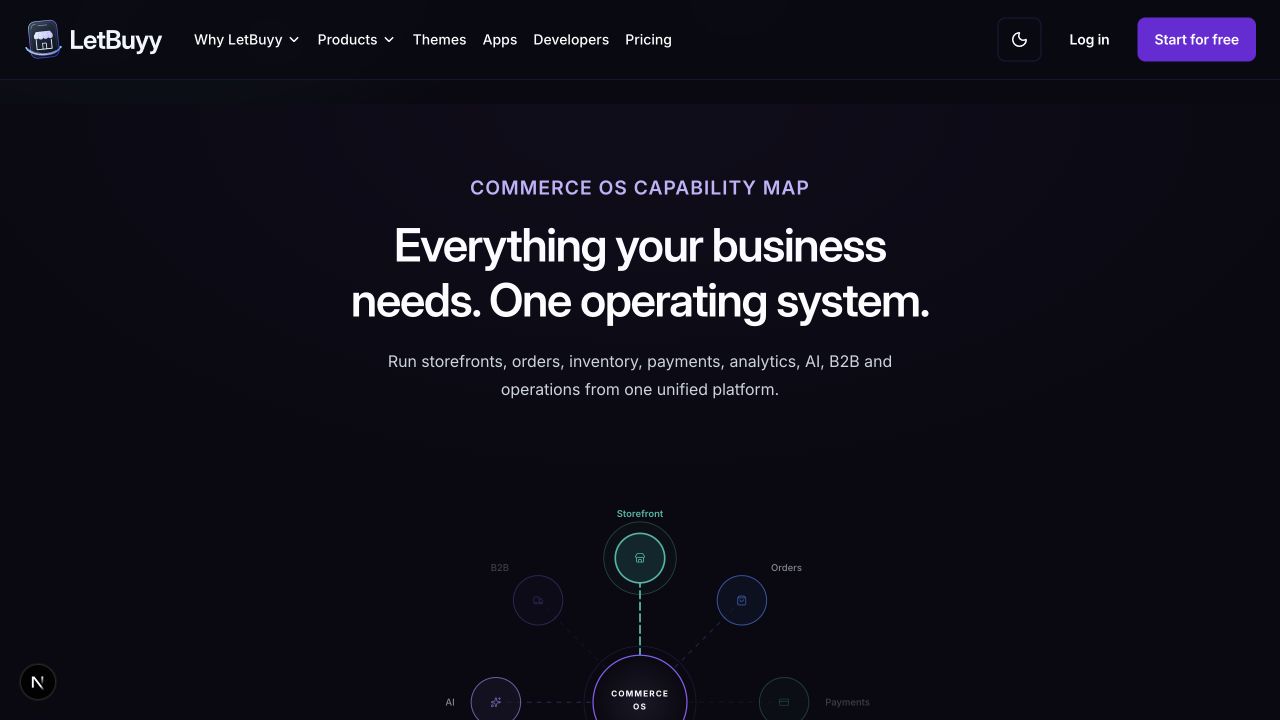 LetBuyy
Why LetBuyy
Products
Themes
Apps
Developers
Pricing
Log in
Start for free
COMMERCE OS CAPABILITY MAP
Everything your business
needs. One operating system.
Run storefronts, orders, inventory, payments, analytics, AI, B2B and
operations from one unified platform.
Storefront
B2B
Orders
COMMERCE
OS
AI
Payments
N